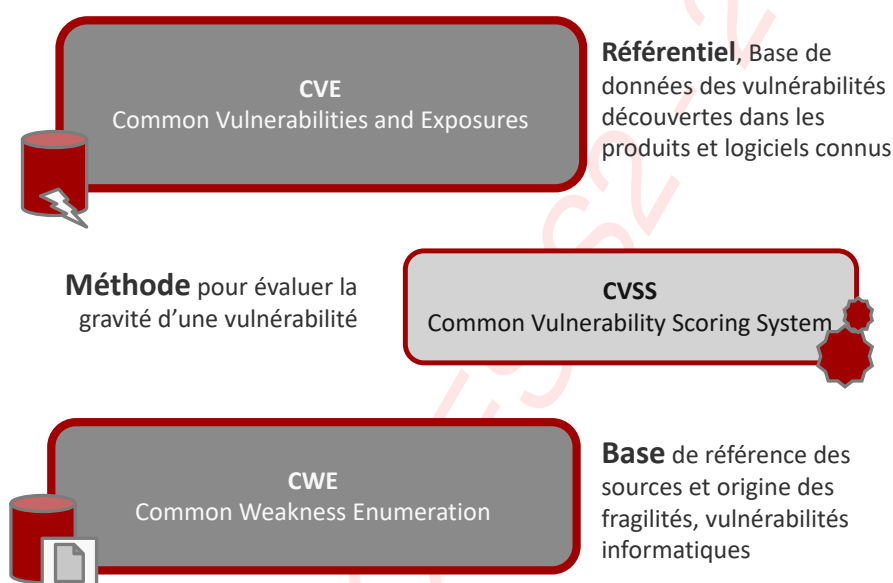 CVE
Common Vulnerabilities and Exposures
Référentiel, Base de
données des vulnérabilités
découvertes dans les
produits et logiciels connus
Méthode pour évaluer la
gravité d’une vulnérabilité
CVSS
Common Vulnerability Scoring System
CWE
Common Weakness Enumeration
Base de référence des
sources et origine des
fragilités, vulnérabilités
informatiques